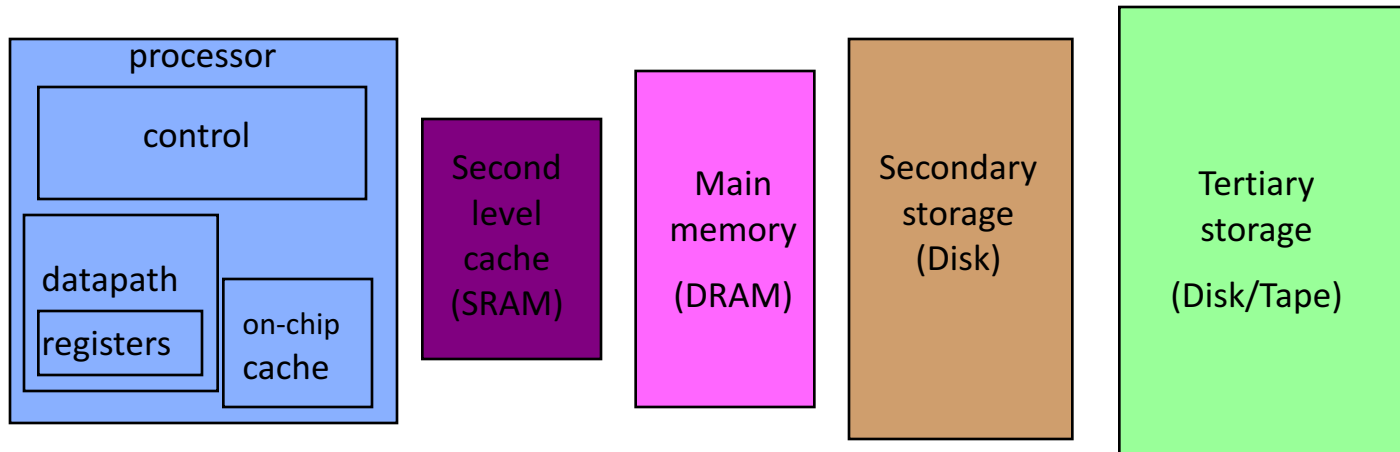 processor
control
datapath
registers
on-chip
cache
Second
level
cache
(SRAM)
Main
memory
(DRAM)
Secondary
storage
(Disk)
Tertiary
storage
(Disk/Tape)